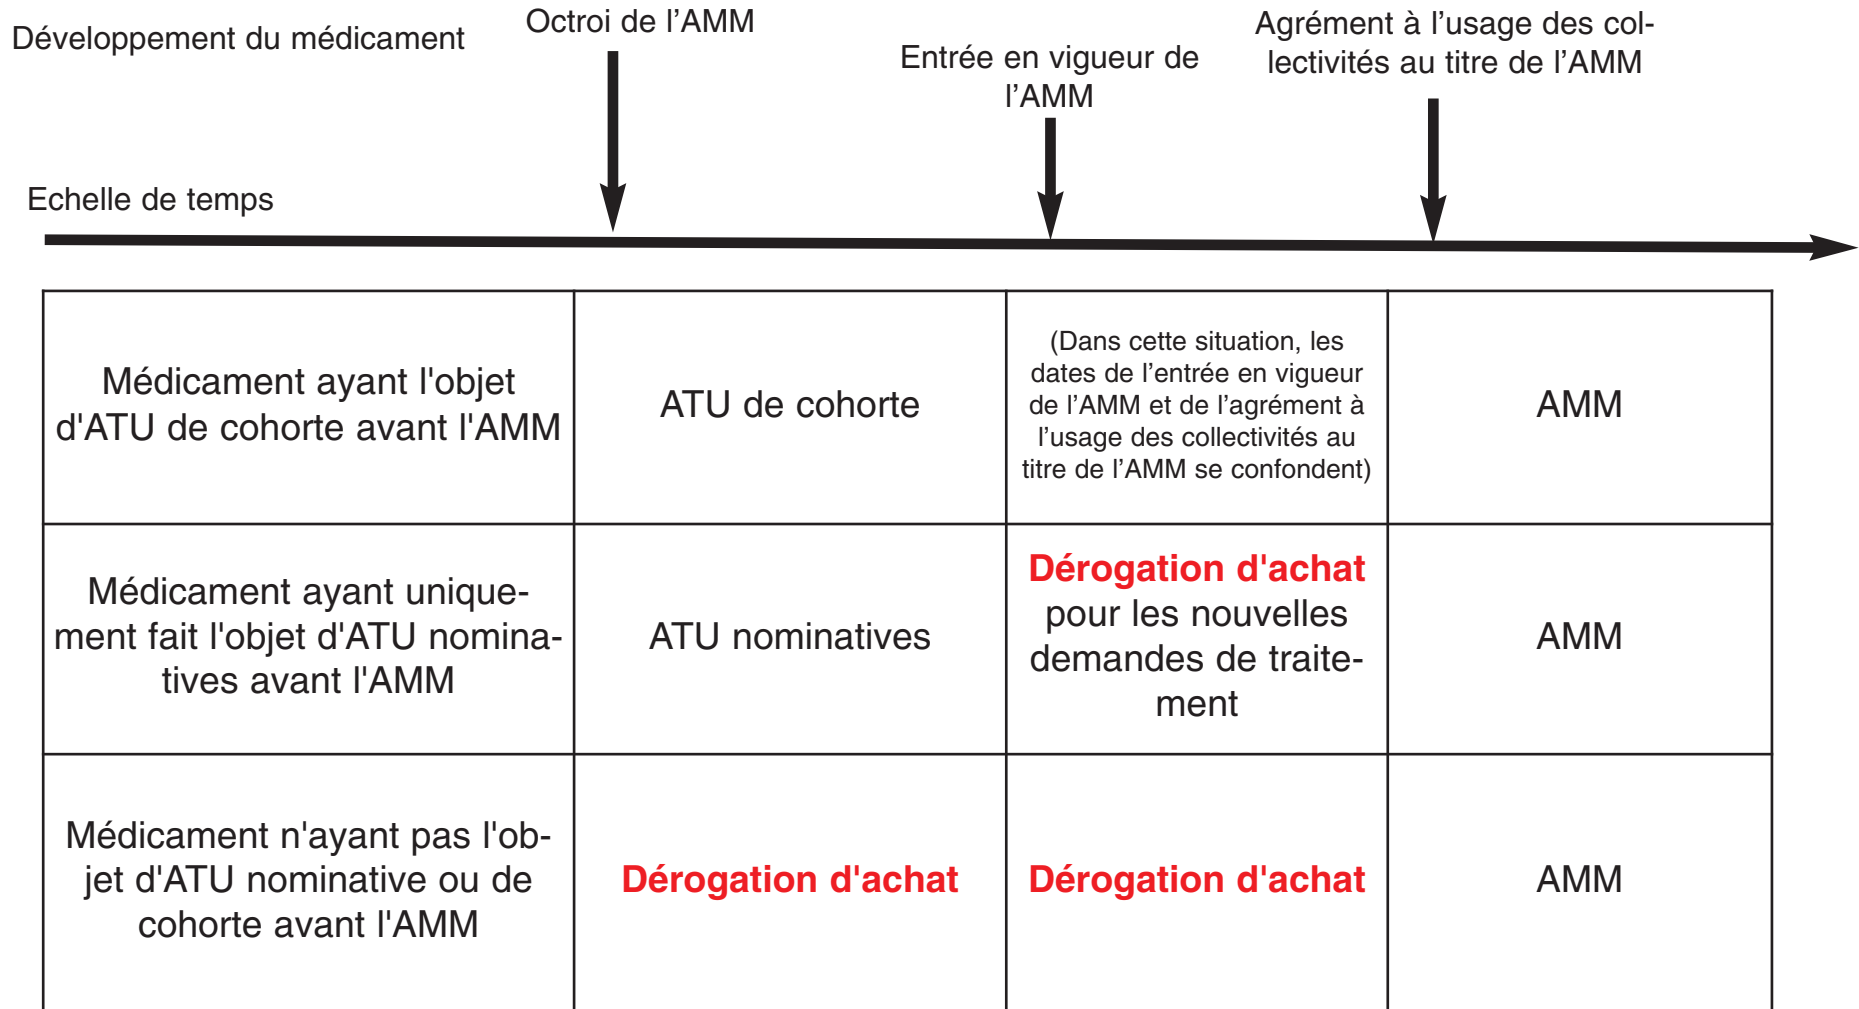 Développement du médicament
Octroi de l’AMM
Entrée en vigueur de
l’AMM
Agrément à l’usage des col-
lectivités au titre de l’AMM
Echelle de temps
Médicament ayant l'objet
d'ATU de cohorte avant l'AMM
ATU de cohorte
(Dans cette situation, les
dates de l’entrée en vigueur
de l’AMM et de l’agrément à
l’usage des collectivités au
titre de l’AMM se confondent)
AMM
Médicament ayant unique-
ment fait l'objet d'ATU nomina-
tives avant l'AMM
ATU nominatives
Dérogation d'achat
pour les nouvelles
demandes de traite-
ment
AMM
Médicament n'ayant pas l'ob-
jet d'ATU nominative ou de
cohorte avant l'AMM
Dérogation d'achat
Dérogation d'achat
AMM